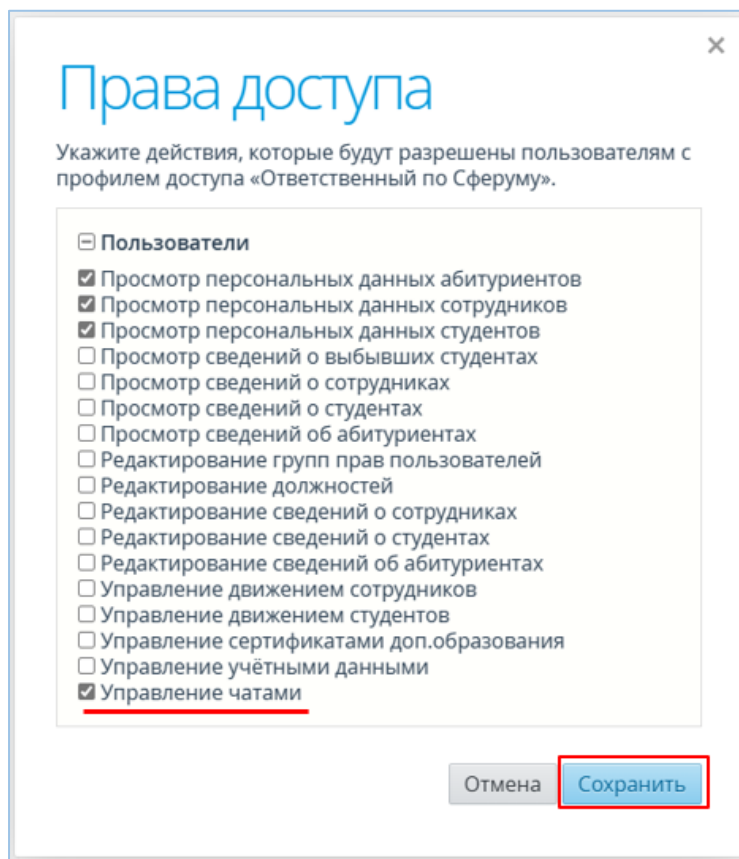 Права доступа
Укажите действия, которые будут разрешены пользователям с
профилем доступа «Ответственный по Сферуму».
Пользователи
Просмотр персональных данных абитуриентов
Просмотр персональных данных сотрудников
Просмотр персональных данных студентов
Просмотр сведений о выбывших студентах
Просмотр сведений о сотрудниках
Просмотр сведений о студентах
Просмотр сведений об абитуриентах
Редактирование групп прав пользователей
Редактирование должностей
Редактирование сведений о сотрудниках
Редактирование сведений о студентах
Редактирование сведений об абитуриентах
Управление движением сотрудников
Управление движением студентов
Управление сертификатами доп.образования
Управление учётными данными
Управление чатами
Отмена Сохранить